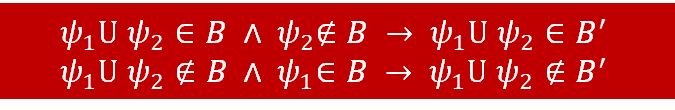 𝜓₁U 𝜓₂ ∈ 𝐵 ∧ 𝜓₂∉ 𝐵 → 𝜓₁U 𝜓₂ ∈ 𝐵′
𝜓₁U 𝜓₂ ∉ 𝐵 ∧ 𝜓₁∈ 𝐵 → 𝜓₁U 𝜓₂ ∉ 𝐵′